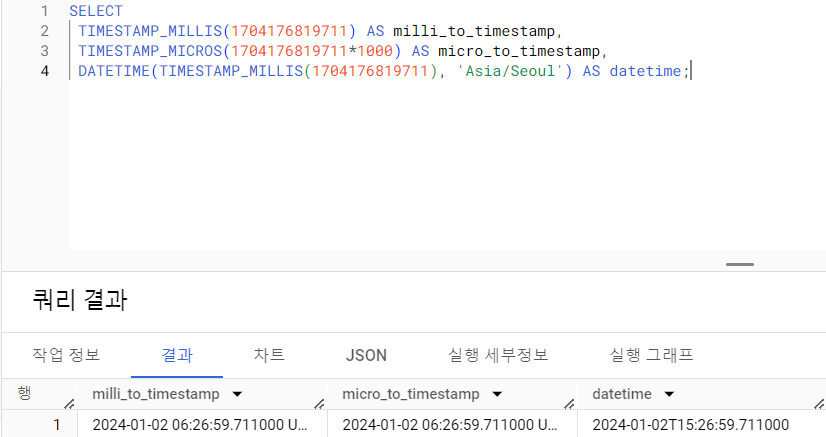 1 SELECT
2 TIMESTAMP_MILLIS(1704176819711) AS milli_to_timestamp,
3 TIMESTAMP_MICROS(1704176819711*1000) AS micro_to_timestamp,
4 DATETIME(TIMESTAMP_MILLIS(1704176819711), 'Asia/Seoul') AS datetime;
쿼리 결과
작업 정보 결과 차트 JSON 실행 세부정보 실행 그래프
행 milli_to_timestamp micro_to_timestamp datetime
1 2024-01-02 06:26:59.711000 U... 2024-01-02 06:26:59.711000 U... 2024-01-02T15:26:59.711000